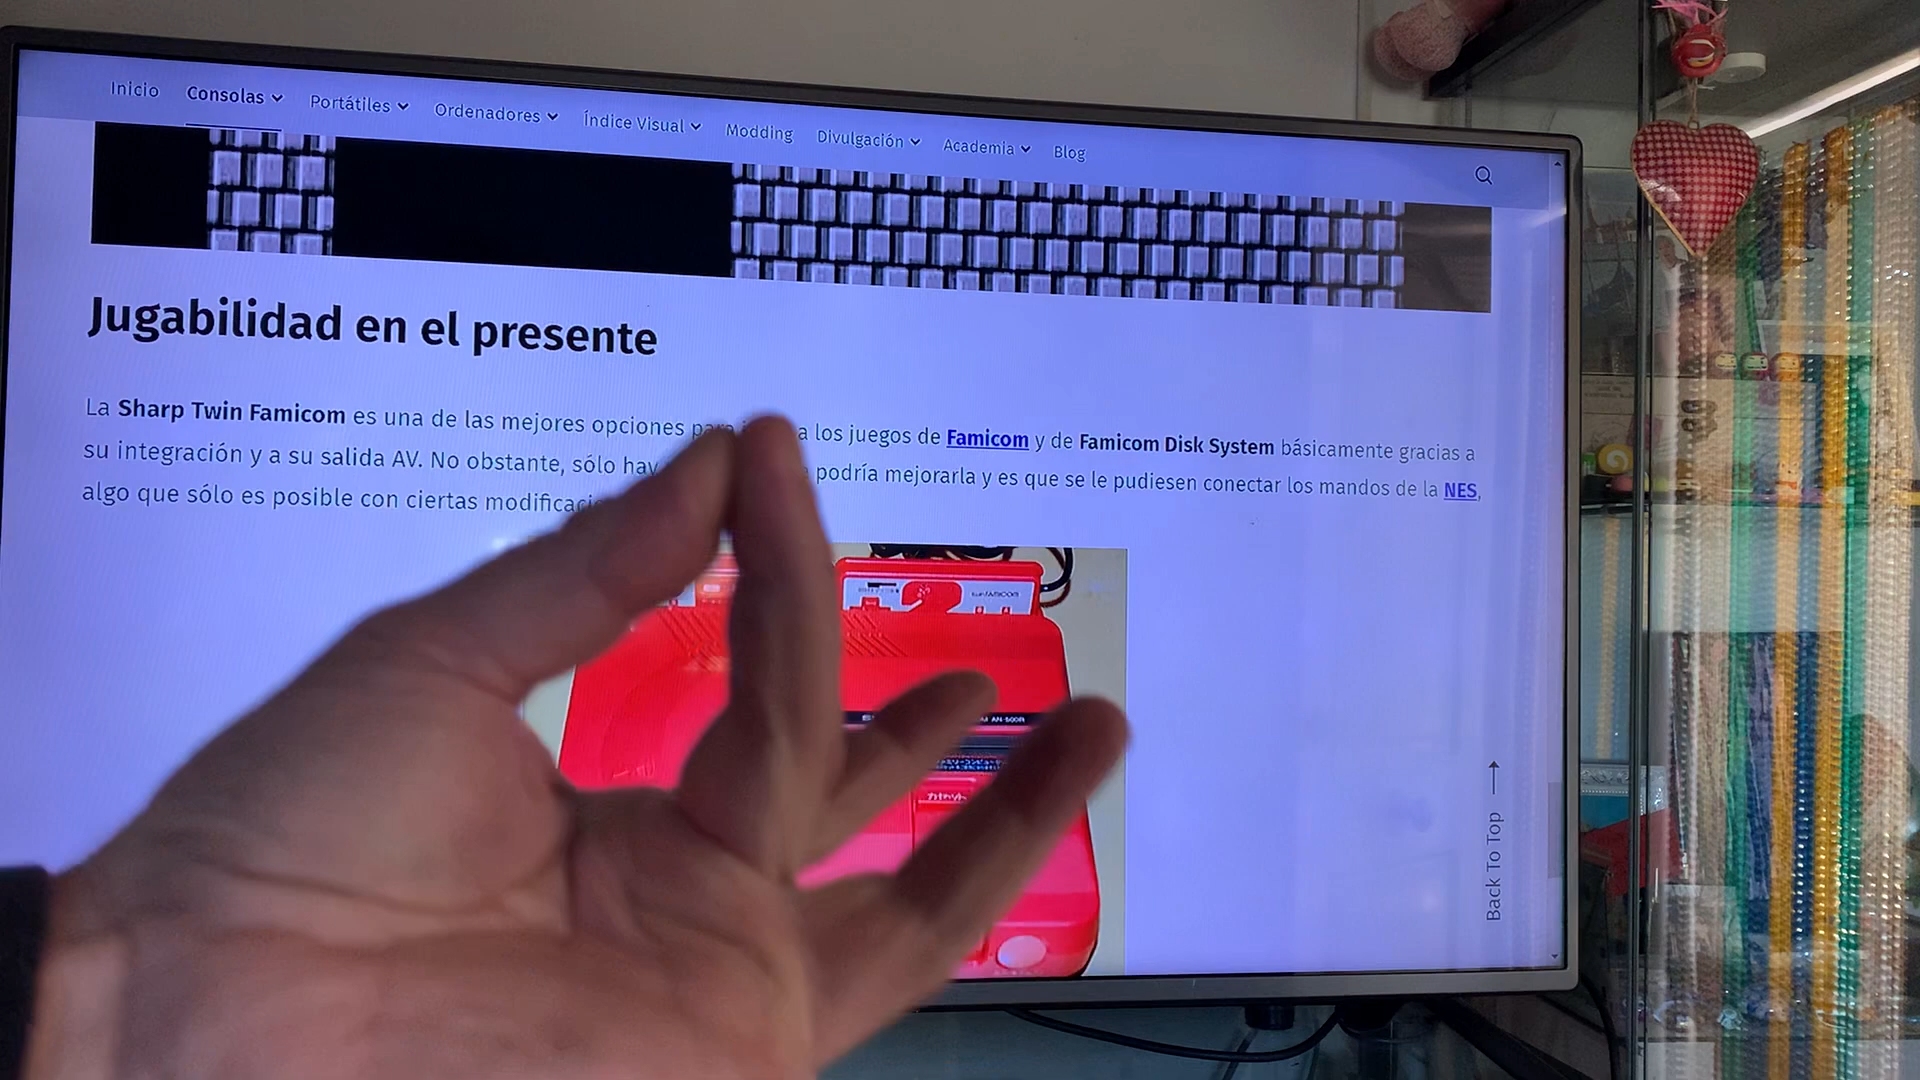 Inicio Consolas Portátiles Ordenadores Índice Visual Modding Divulgación Academia Blog
Jugabilidad en el presente
La Sharp Twin Famicom es una de las mejores opciones a los juegos de Famicom y de Famicom Disk System básicamente gracias a
su integración y a su salida AV. No obstante, sólo hay podría mejorarla y es que se le pudiesen conectar los mandos de la NES,
algo que sólo es posible con ciertas
AN-500R
Back To Top